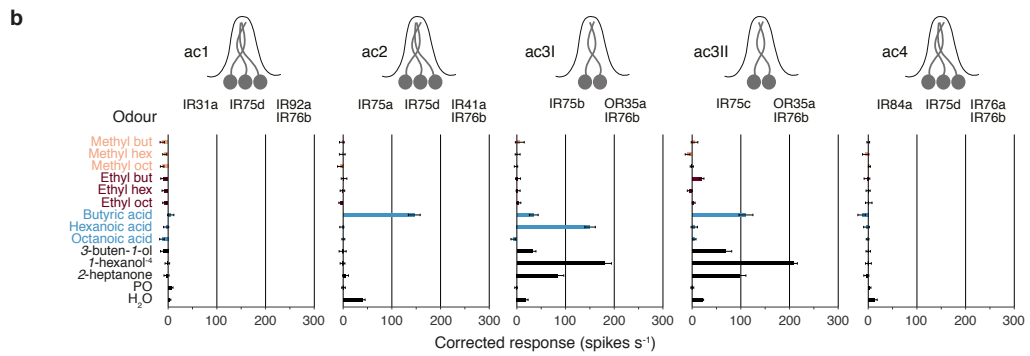 b
ac1 ac2 ac3I ac3II ac4
IR31a IR75d IR92a IR75a IR75d IR41a IR75b OR35a IR75c OR35a IR84a IR75d IR76a
IR76b IR76b IR76b IR76b IR76b
Odour
Methyl but
Methyl hex
Methyl oct
Ethyl but
Ethyl hex
Ethyl oct
Butyric acid
Hexanoic acid
Octanoic acid
3-buten-1-ol
1-hexanol⁻⁴
2-heptanone
PO
H₂O
0 100 200 300 0 100 200 300 0 100 200 300 0 100 200 300 0 100 200 300
Corrected response (spikes s⁻¹)